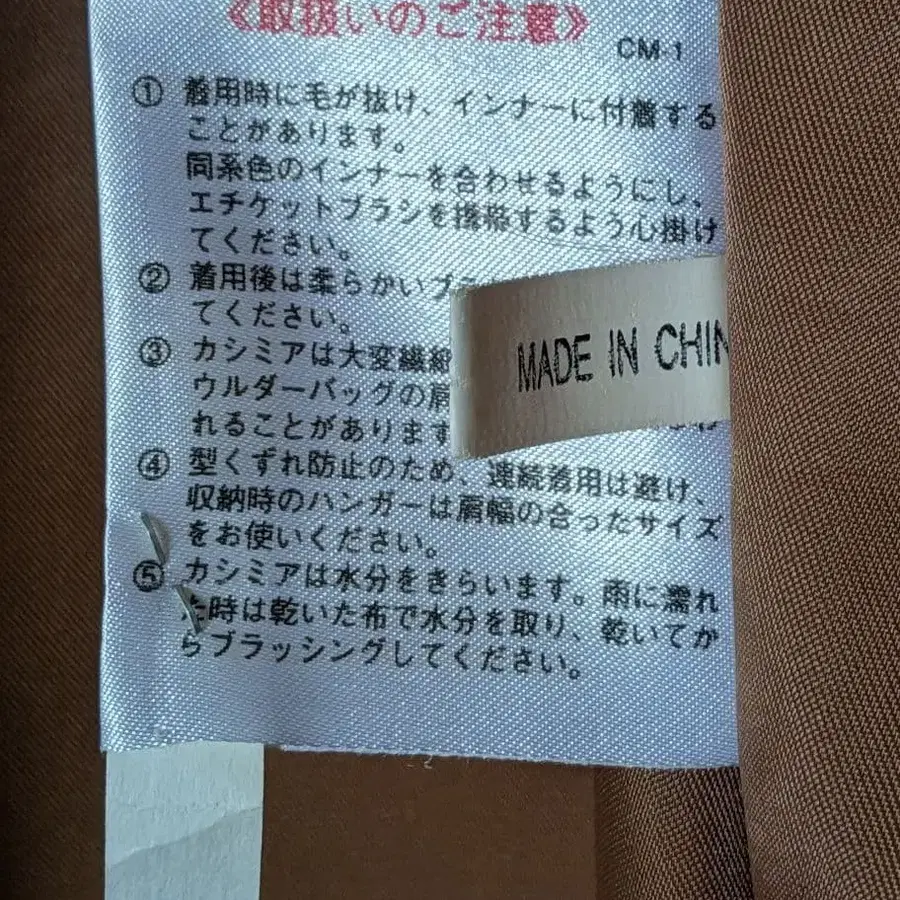 《取扱いのご注意》
CM-1
① 着用時に毛が抜け、インナーに付着する
ことがあります。
同系色のインナーを合わせるようにし、
エチケットブラシを携帯するよう心掛け
てください。
② 着用後は柔らかいブラ
てください。
③ カシミアは大変繊細
ウルダーバッグの肩
れることがあります
MADE IN CHIN
④ 型くずれ防止のため、連続着用は避け、
収納時のハンガーは肩幅の合ったサイズ
をお使いください。
⑤ カシミアは水分をきらいます。雨に濡れ
た時は乾いた布で水分を取り、乾いてか
らブラッシングしてください。